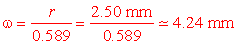 ω = r/0.589 = 2.50 mm/0.589 ≃ 4.24 mm